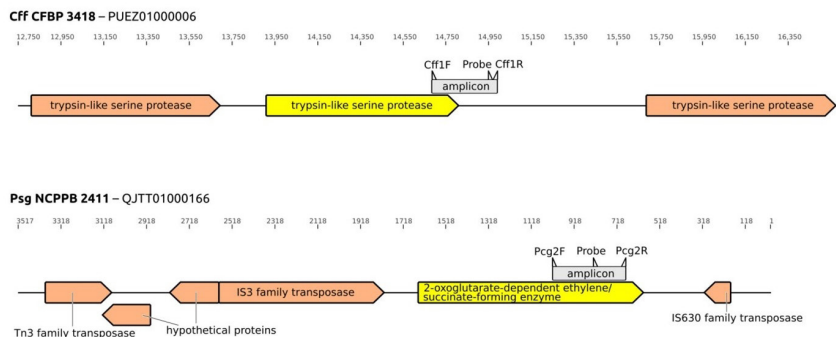 Cff CFBP 3418 – PUEZ01000006
12,750 12,950 13,150 13,350 13,550 13,750 13,950 14,150 14,350 14,550 14,750 14,950 15,150 15,350 15,550 15,750 15,950 16,150 16,350
Cff1F Probe Cff1R
amplicon
trypsin-like serine protease trypsin-like serine protease trypsin-like serine protease
Psg NCPPB 2411 – QJTT01000166
3517 3318 3118 2918 2718 2518 2318 2118 1918 1718 1518 1318 1118 918 718 518 318 118 1
Pcg2F Probe Pcg2R
amplicon
IS3 family transposase 2-oxoglutarate-dependent ethylene/
succinate-forming enzyme
Tn3 family transposase hypothetical proteins IS630 family transposase